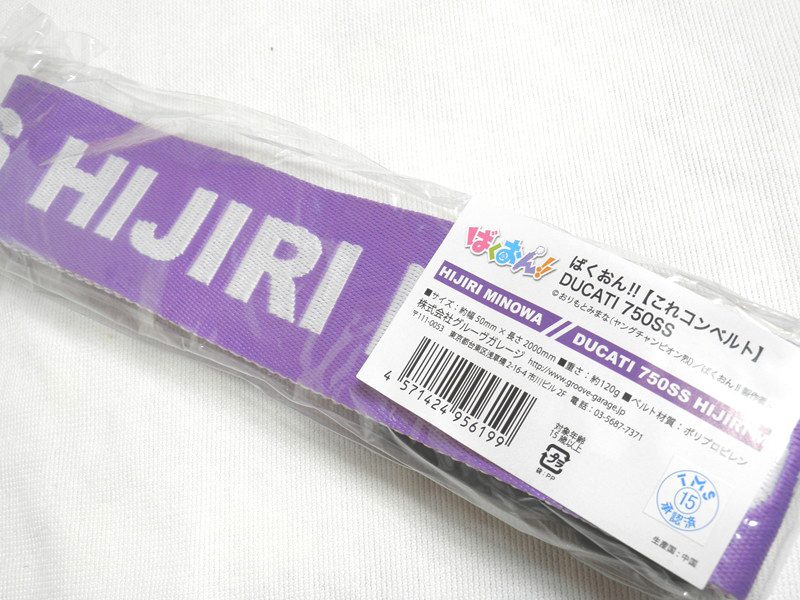 S HIJIRI
ばくおん!!
ばくおん!!【これコンベルト】
DUCATI 750SS
©おりもとみまな(ヤングチャンピオン烈)/ばくおん!!製作部
HIJIRI MINOWA // DUCATI 750SS HIJIRI
■サイズ:約幅50mm×長さ2000mm ■重さ:約120g ■ベルト材質:ポリプロピレン
株式会社グルーヴガレージ http://www.groove-garage.jp
〒111-0053 東京都台東区浅草橋2-16-4 市川ビル2F 電話:03-5687-7371
4 571424 956199
対象年齢
15歳以上
プラ
袋:PP
TMS
15
承認済
生産国:中国